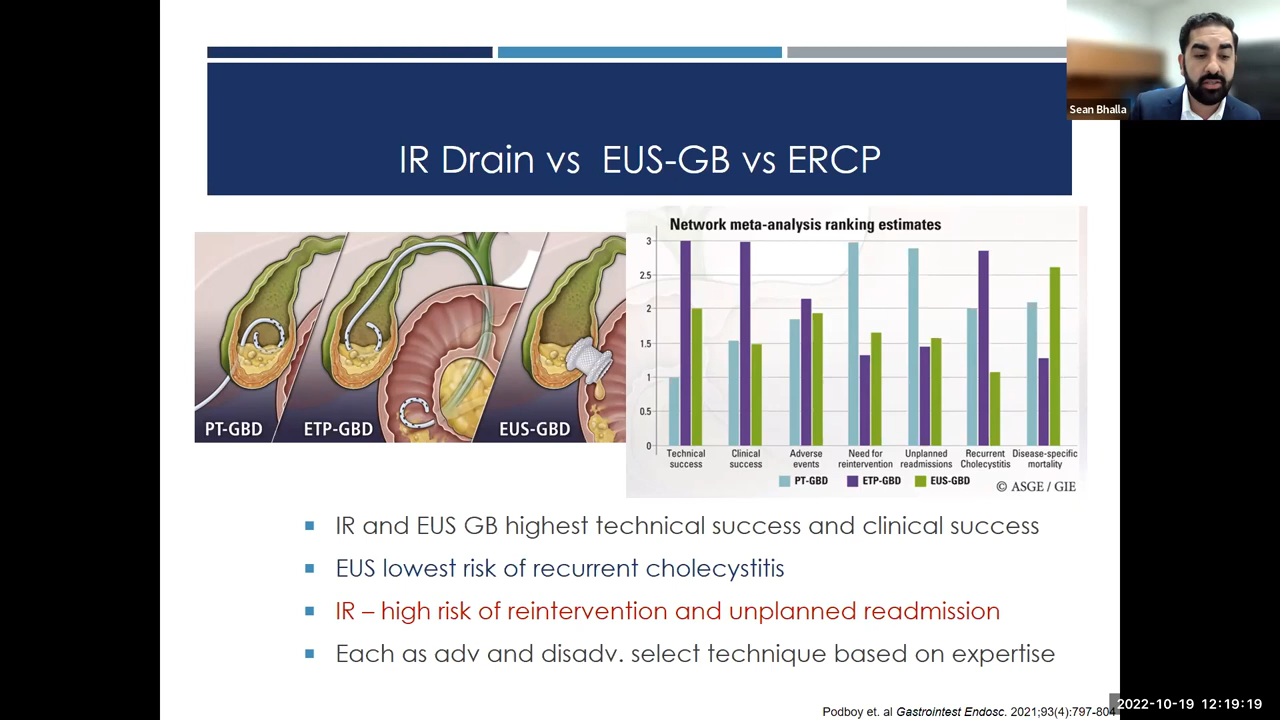 Sean Bhalla
IR Drain vs EUS-GB vs ERCP
PT-GBD
ETP-GBD
EUS-GBD
Network meta-analysis ranking estimates
3
2.5
2
1.5
1
0.5
0
Technical success
Clinical success
Adverse events
Need for reintervention
Unplanned readmissions
Recurrent Cholecystitis
Disease-specific mortality
PT-GBD ETP-GBD EUS-GBD
© ASGE / GIE
▪ IR and EUS GB highest technical success and clinical success
▪ EUS lowest risk of recurrent cholecystitis
▪ IR – high risk of reintervention and unplanned readmission
▪ Each as adv and disadv. select technique based on expertise
Podboy et. al Gastrointest Endosc. 2021;93(4):797-804
2022-10-19 12:19:19